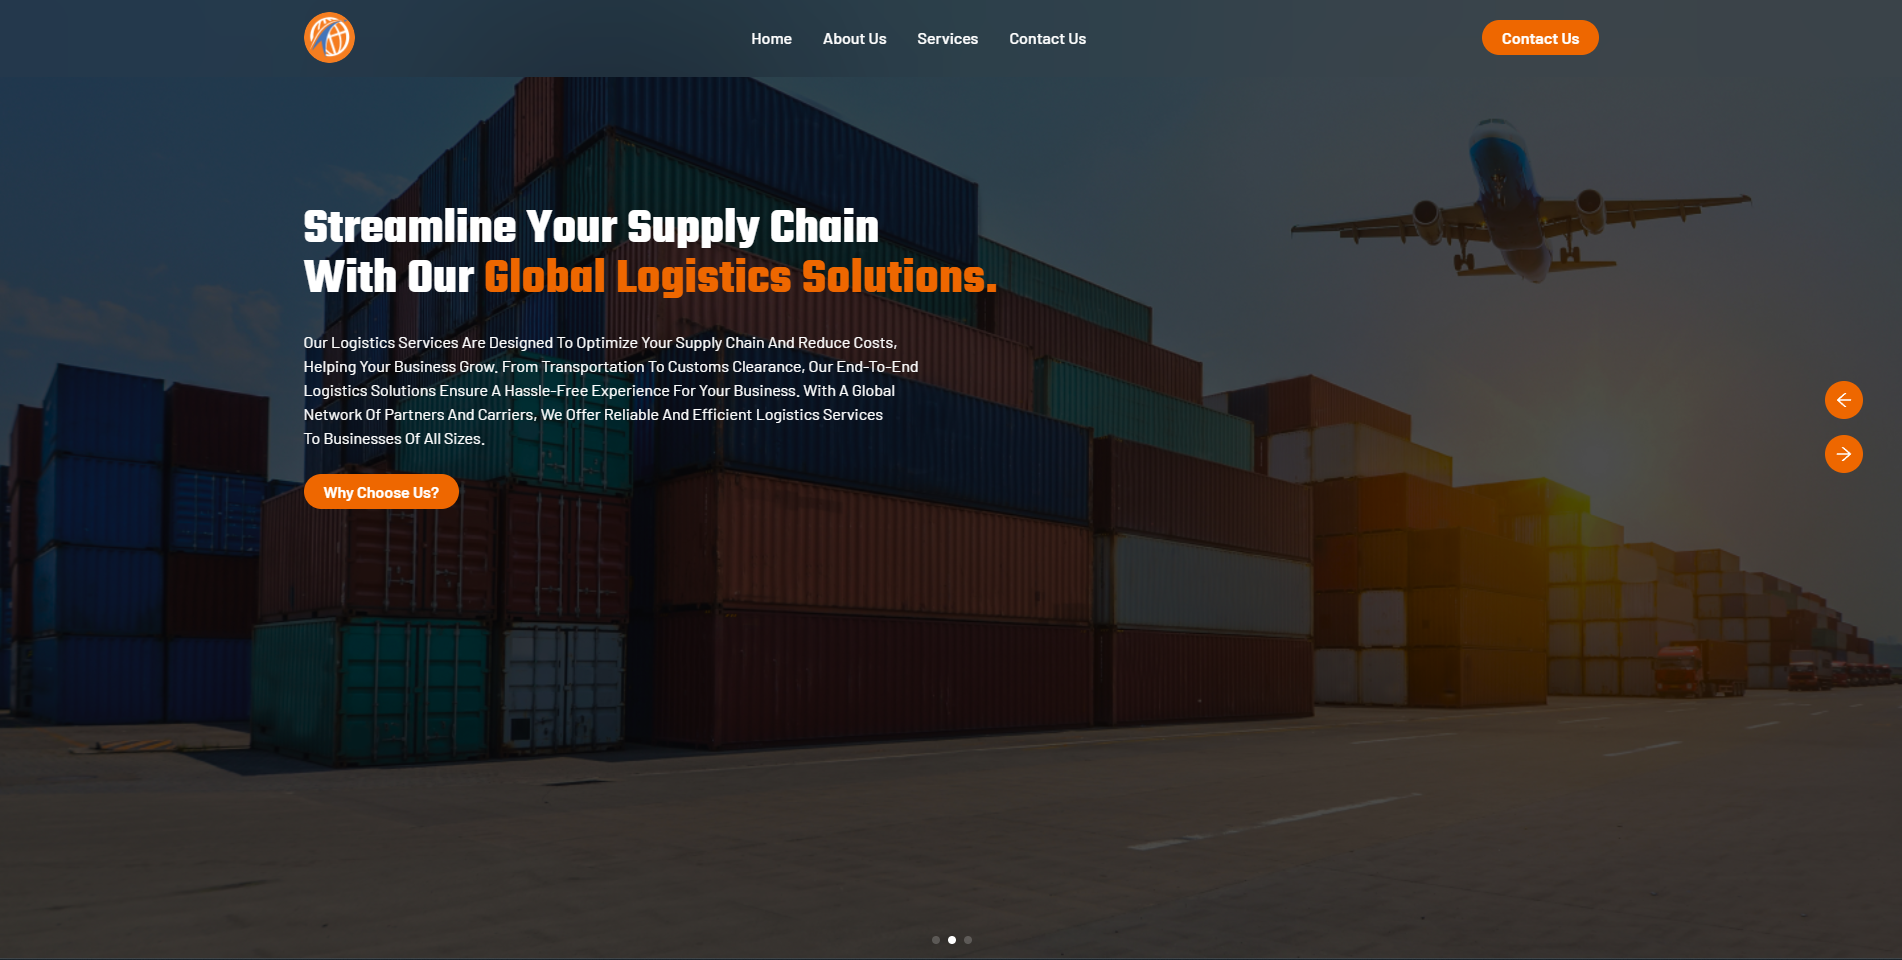 Home About Us Services Contact Us Contact Us
Streamline Your Supply Chain
With Our Global Logistics Solutions.
Our Logistics Services Are Designed To Optimize Your Supply Chain And Reduce Costs,
Helping Your Business Grow. From Transportation To Customs Clearance, Our End-To-End
Logistics Solutions Ensure A Hassle-Free Experience For Your Business. With A Global
Network Of Partners And Carriers, We Offer Reliable And Efficient Logistics Services
To Businesses Of All Sizes.
Why Choose Us?